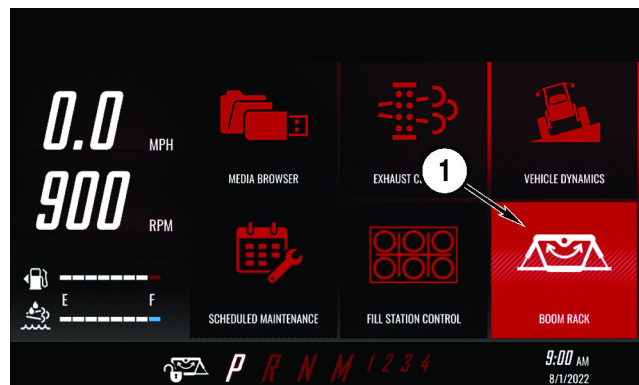 0.0 MPH
900 RPM
E F
MEDIA BROWSER
EXHAUST C
VEHICLE DYNAMICS
1
SCHEDULED MAINTENANCE
FILL STATION CONTROL
BOOM RACK
P R N M 1 2 3 4
9:00 AM
8/1/2022